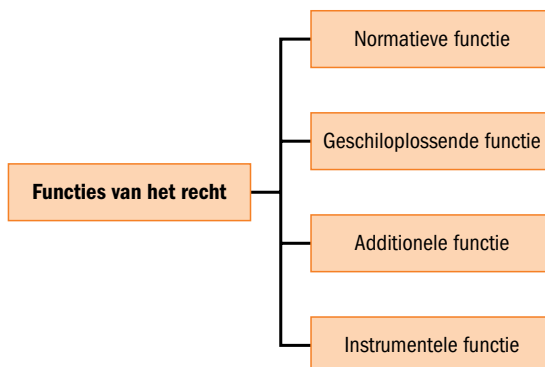 Normatieve functie
Geschiloplossende functie
Functies van het recht
Additionele functie
Instrumentele functie